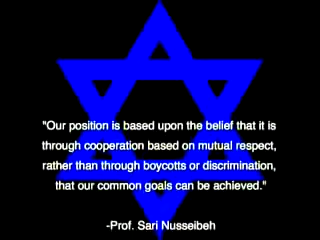 "Our position is based upon the belief that it is
through cooperation based on mutual respect,
rather than through boycotts or discrimination,
that our common goals can be achieved."
-Prof. Sari Nusseibeh